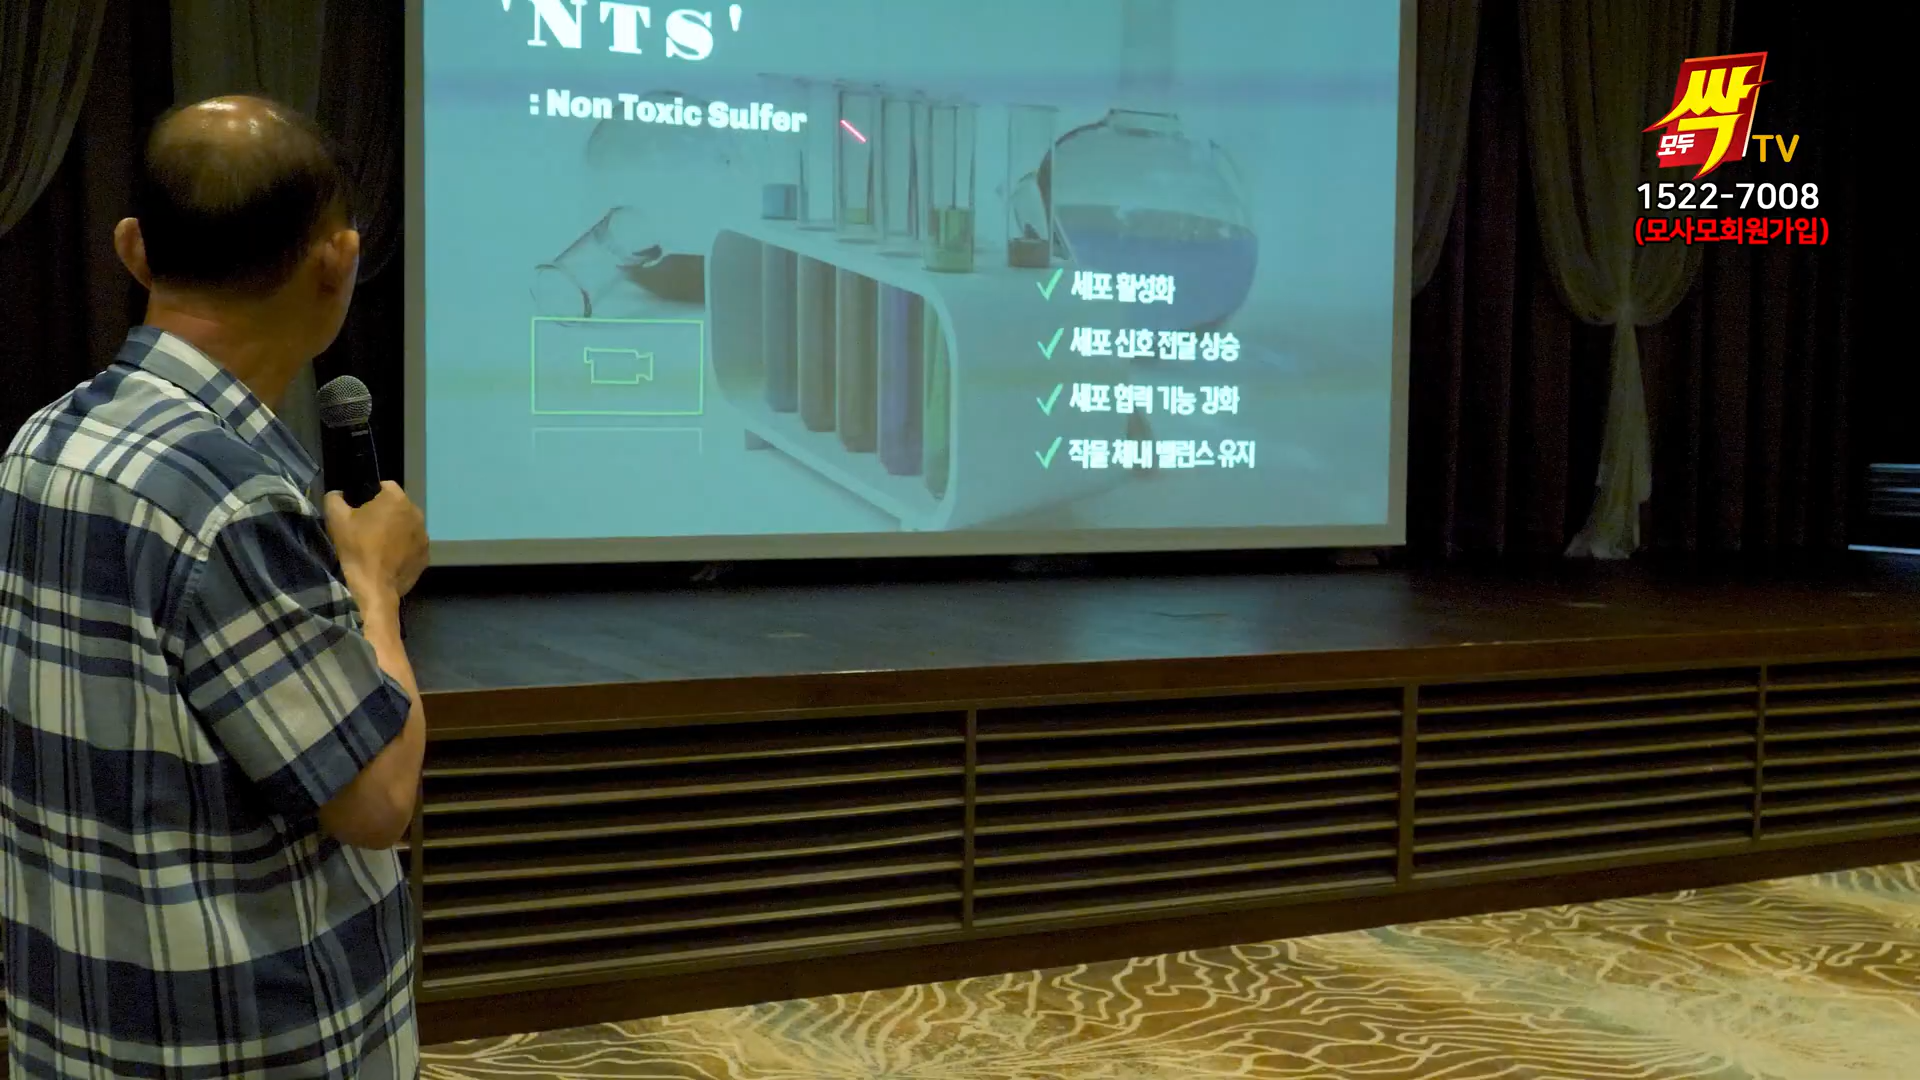 'NTS'
: Non Toxic Sulfer
✓ 세포 활성화
✓ 세포 신호 전달 상승
✓ 세포 협력 기능 강화
✓ 작물 체내 밸런스 유지
모두싹TV
1522-7008
(모사모회원가입)